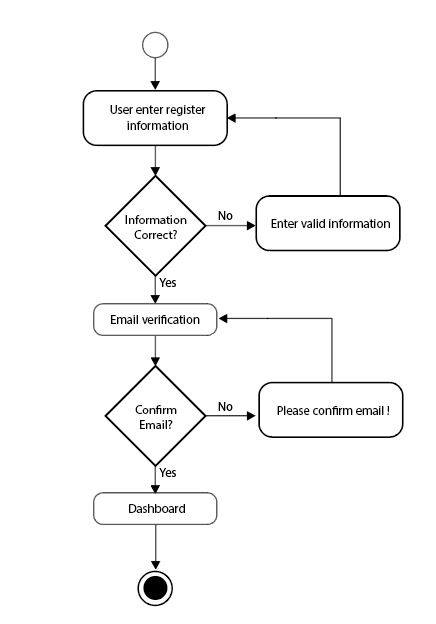 User enter register
information
Information
Correct?
No
Enter valid information
Yes
Email verification
Confirm
Email?
No
Please confirm email !
Yes
Dashboard